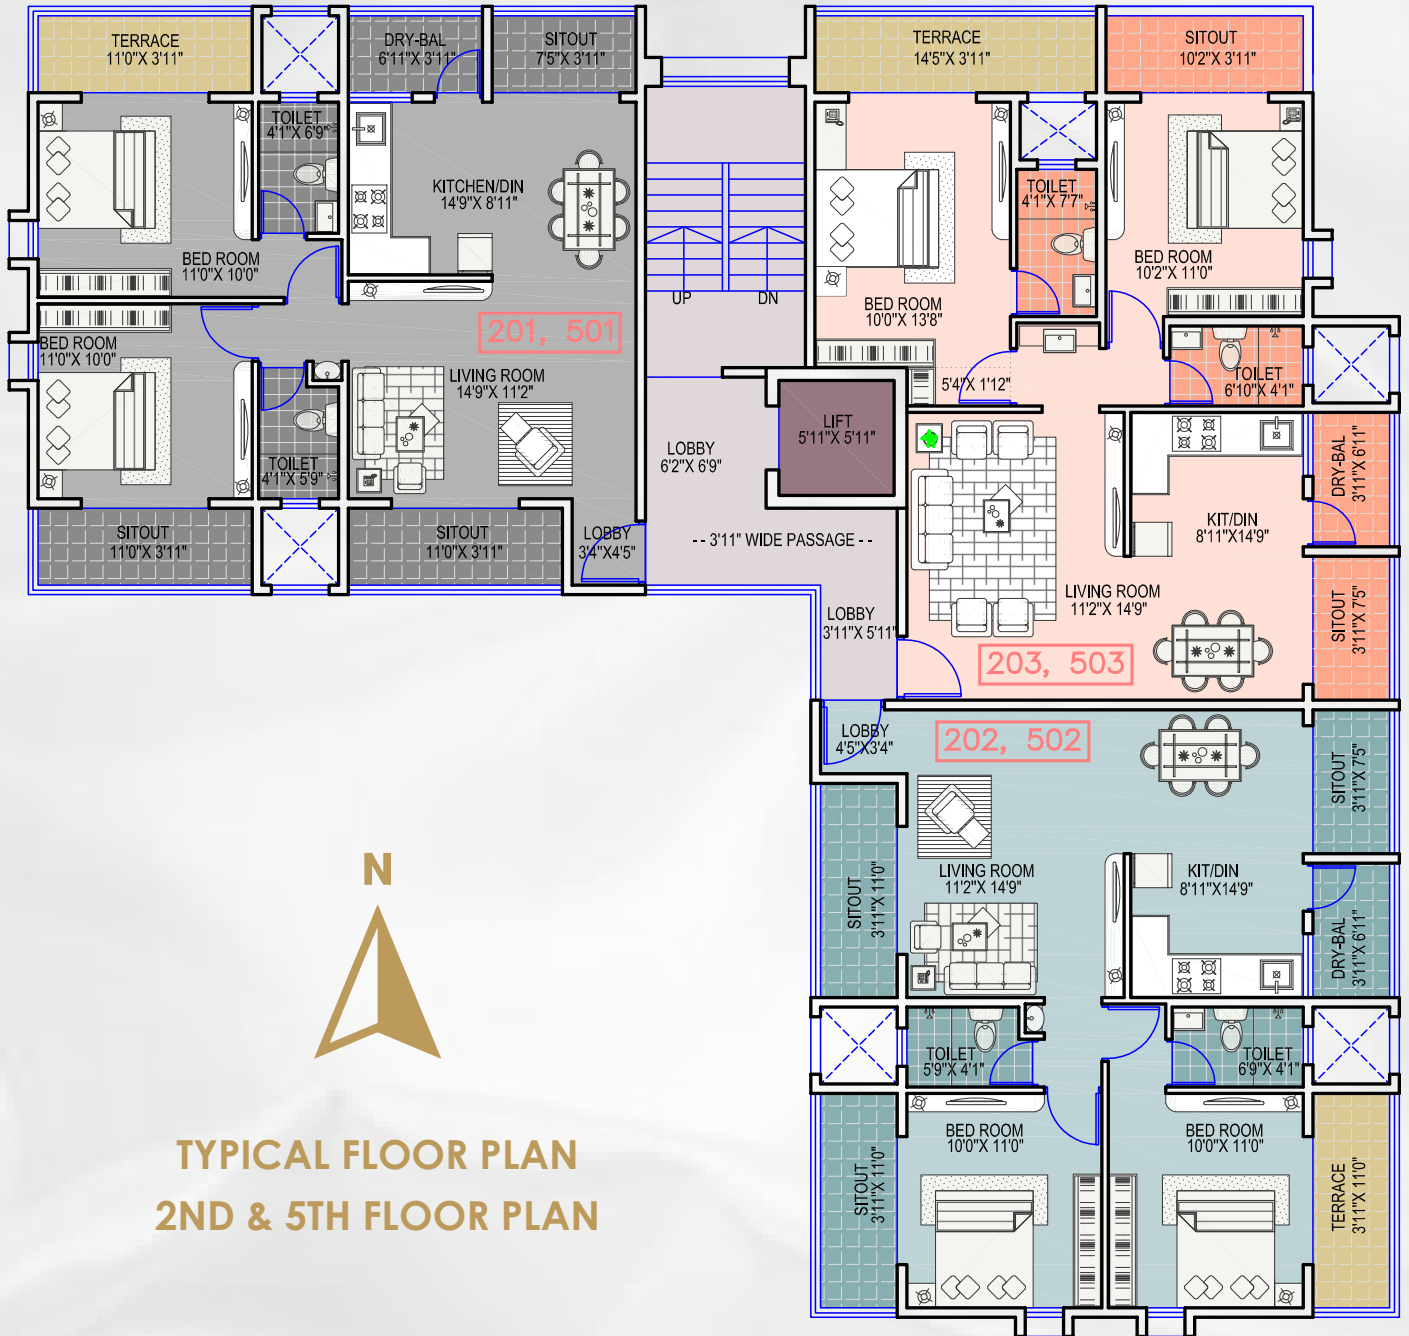 TERRACE
11'0"X 3'11"
DRY-BAL
6'11"X 3'11"
SITOUT
7'5"X 3'11"
TERRACE
14'5"X 3'11"
SITOUT
10'2"X 3'11"
TOILET
4'1"X 6'9"
KITCHEN/DIN
14'9"X 8'11"
BED ROOM
11'0"X 10'0"
TOILET
4'1"X 7'7"
BED ROOM
10'2"X 11'0"
UP
DN
BED ROOM
10'0"X 13'8"
201, 501
BED ROOM
11'0"X 10'0"
LIVING ROOM
14'9"X 11'2"
5'4"X 1'12"
TOILET
6'10"X 4'1"
LIFT
5'11"X 5'11"
LOBBY
6'2"X 6'9"
TOILET
4'1"X 5'9"
DRY-BAL
3'11"X 6'11"
KIT/DIN
8'11"X14'9"
SITOUT
11'0"X 3'11"
SITOUT
11'0"X 3'11"
LOBBY
3'4"X4'5"
-- 3'11" WIDE PASSAGE --
LIVING ROOM
11'2"X 14'9"
SITOUT
3'11"X 7'5"
LOBBY
3'11"X 5'11"
203, 503
LOBBY
4'5"X3'4"
202, 502
SITOUT
3'11"X 7'5"
LIVING ROOM
11'2"X 14'9"
KIT/DIN
8'11"X14'9"
SITOUT
3'11"X 11'0"
DRY-BAL
3'11"X 6'11"
N
TOILET
5'9"X 4'1"
TOILET
6'9"X 4'1"
BED ROOM
10'0"X 11'0"
BED ROOM
10'0"X 11'0"
SITOUT
3'11"X 11'0"
TERRACE
3'11"X 11'0"
TYPICAL FLOOR PLAN
2ND & 5TH FLOOR PLAN